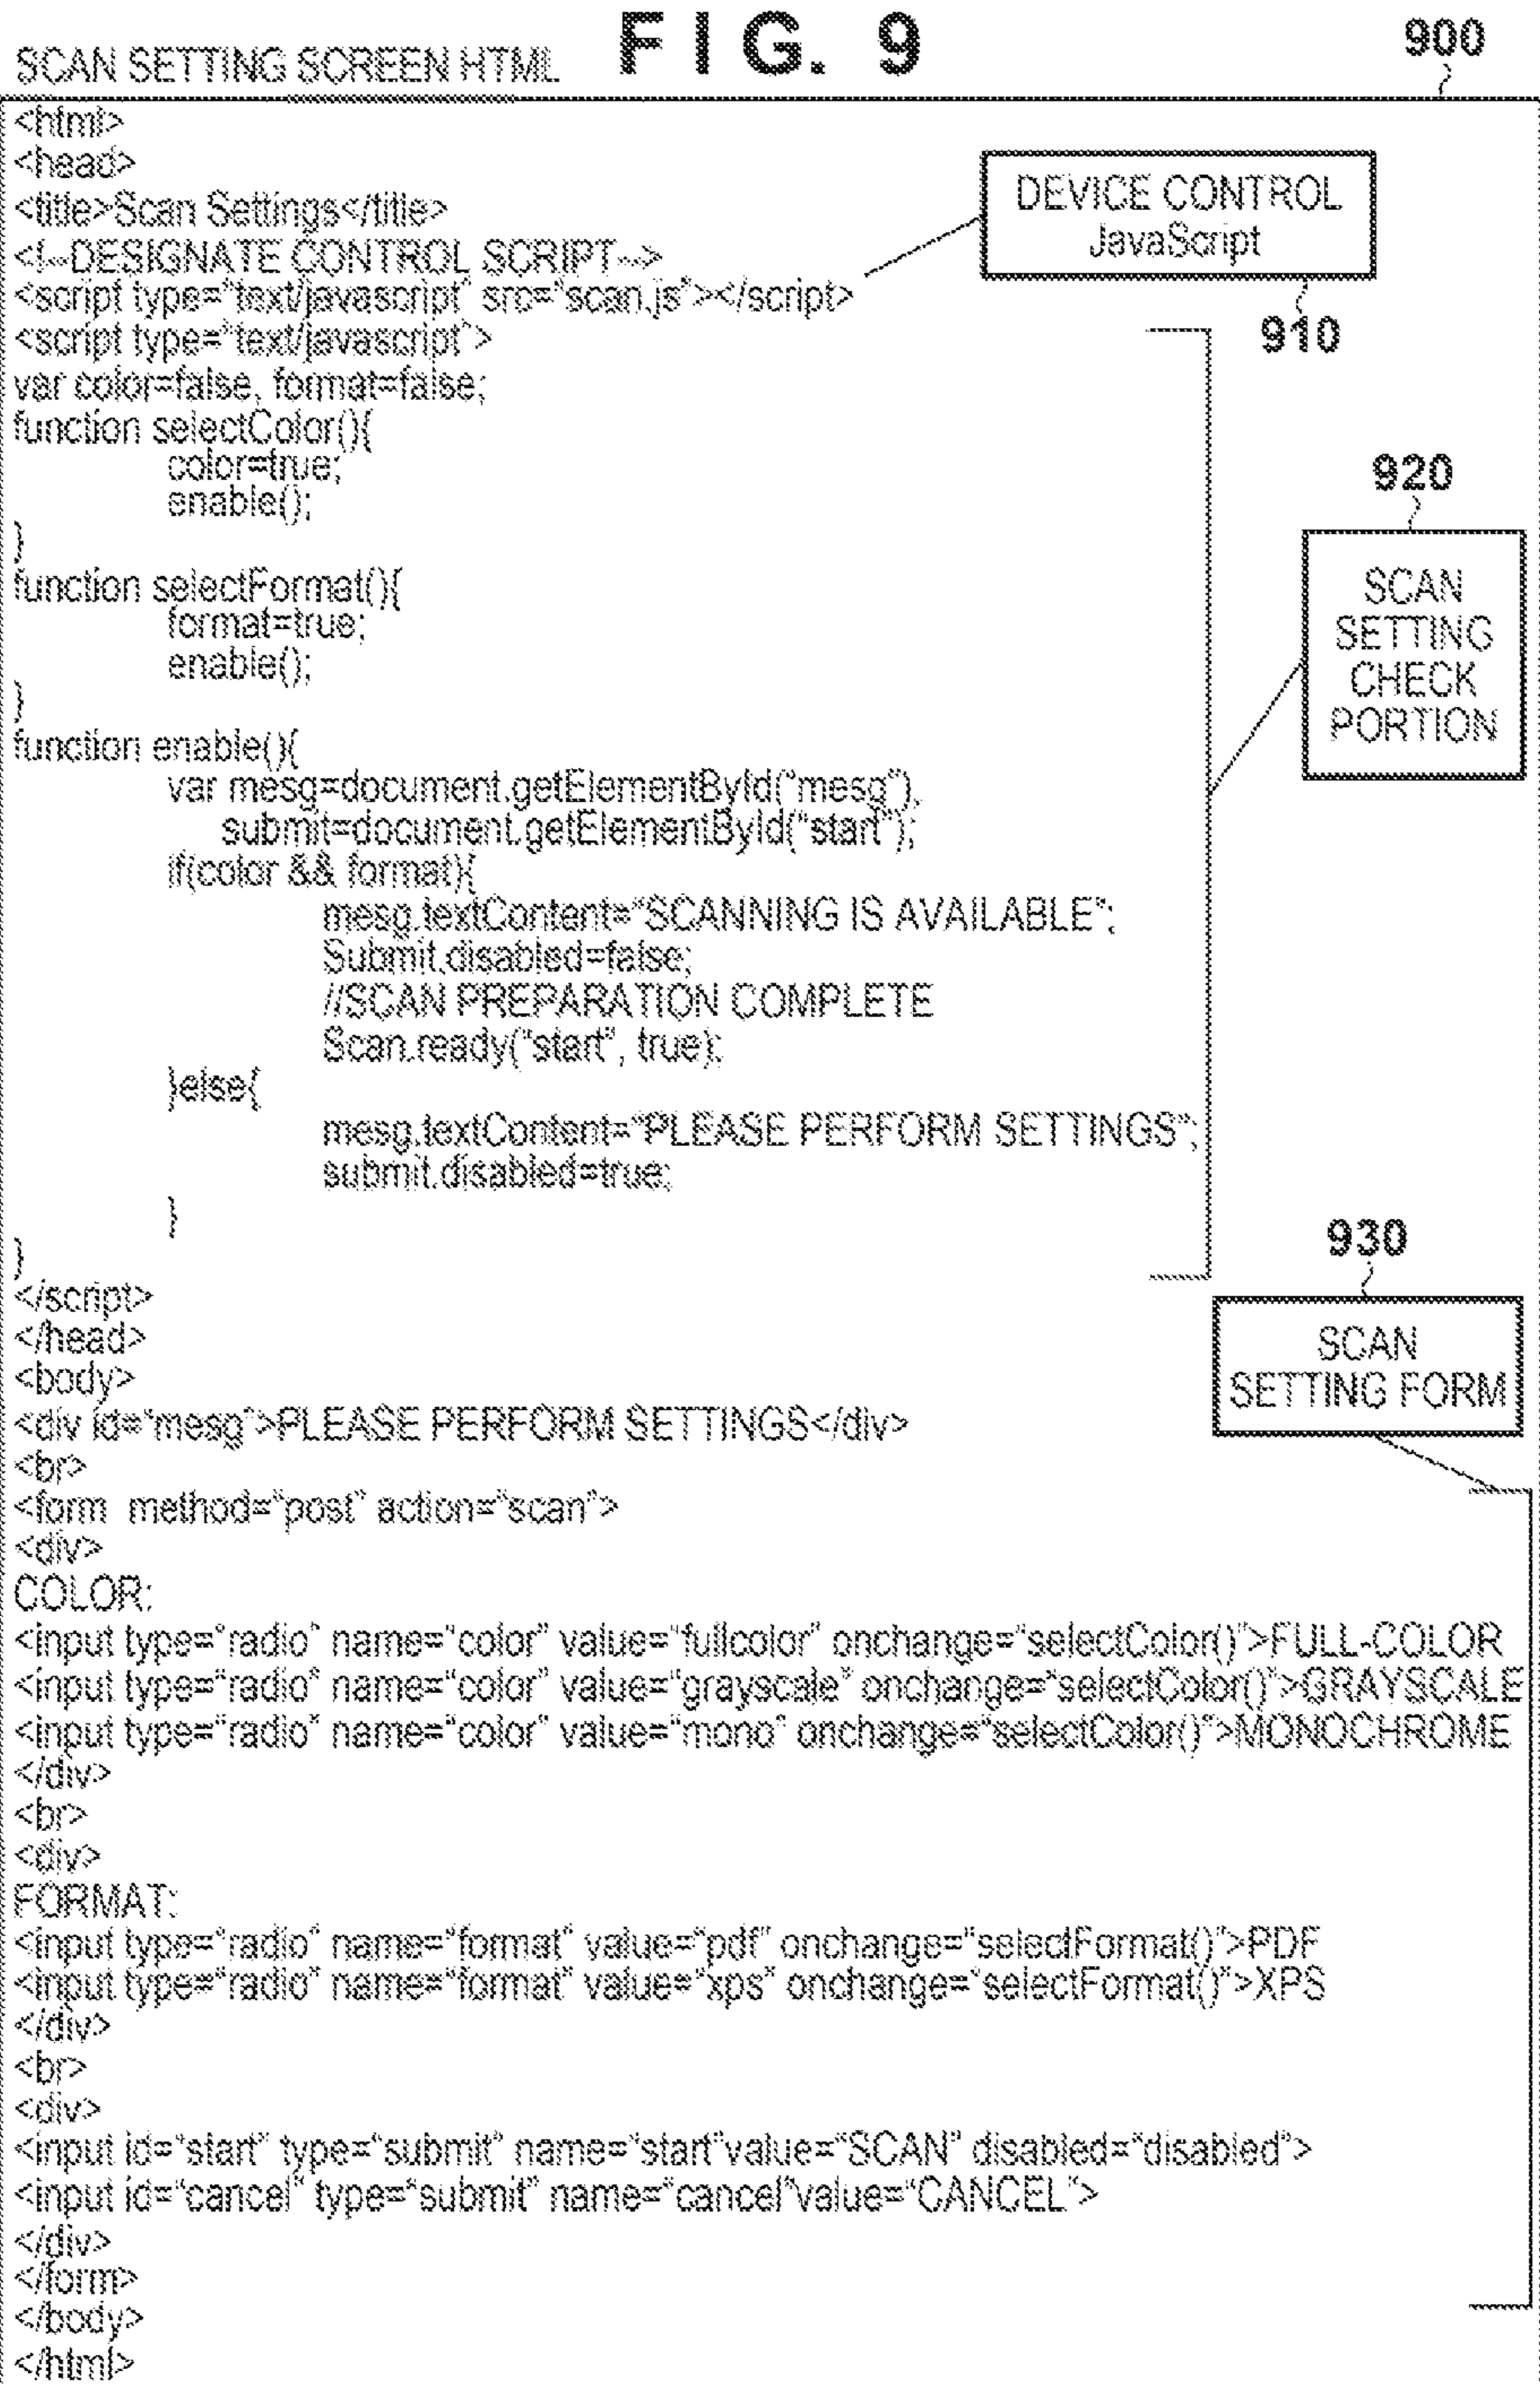 FIG. 9
SCAN SETTING SCREEN HTML
900
<html>
<head>
<title>Scan Settings</title>
<!--DESIGNATE CONTROL SCRIPT-->
<script type="text/javascript" src="scan.js"></script>
<script type="text/javascript">
var color=false, format=false;
function selectColor(){
color=true;
enable();
}
function selectFormat(){
format=true;
enable();
}
function enable(){
var mesg=document.getElementById("mesg"),
submit=document.getElementById("start");
if(color && format){
mesg.textContent="SCANNING IS AVAILABLE";
Submit.disabled=false;
//SCAN PREPARATION COMPLETE
Scan.ready("start", true);
}else{
mesg.textContent="PLEASE PERFORM SETTINGS";
submit.disabled=true;
}
}
</script>
</head>
<body>
<div id="mesg">PLEASE PERFORM SETTINGS</div>
<br>
<form method="post" action="scan">
<div>
COLOR:
<input type="radio" name="color" value="fullcolor" onchange="selectColor()">FULL-COLOR
<input type="radio" name="color" value="grayscale" onchange="selectColor()">GRAYSCALE
<input type="radio" name="color" value="mono" onchange="selectColor()">MONOCHROME
</div>
<br>
<div>
FORMAT:
<input type="radio" name="format" value="pdf" onchange="selectFormat()">PDF
<input type="radio" name="format" value="xps" onchange="selectFormat()">XPS
</div>
<br>
<div>
<input id="start" type="submit" name="start"value="SCAN" disabled="disabled">
<input id="cancel" type="submit" name="cancel"value="CANCEL">
</div>
</form>
</body>
</html>
DEVICE CONTROL
JavaScript
910
920
SCAN
SETTING
CHECK
PORTION
930
SCAN
SETTING FORM